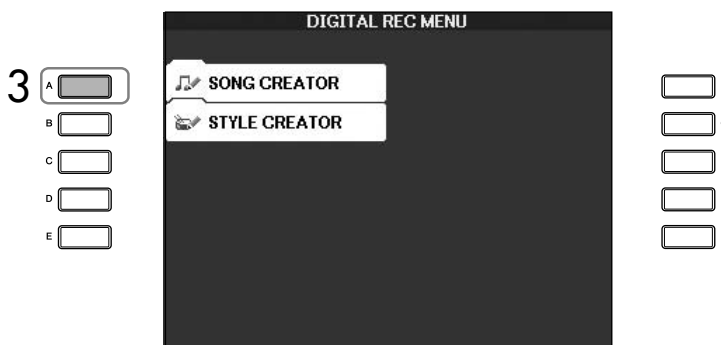 DIGITAL REC MENU
3
A
SONG CREATOR
B
STYLE CREATOR
C
D
E